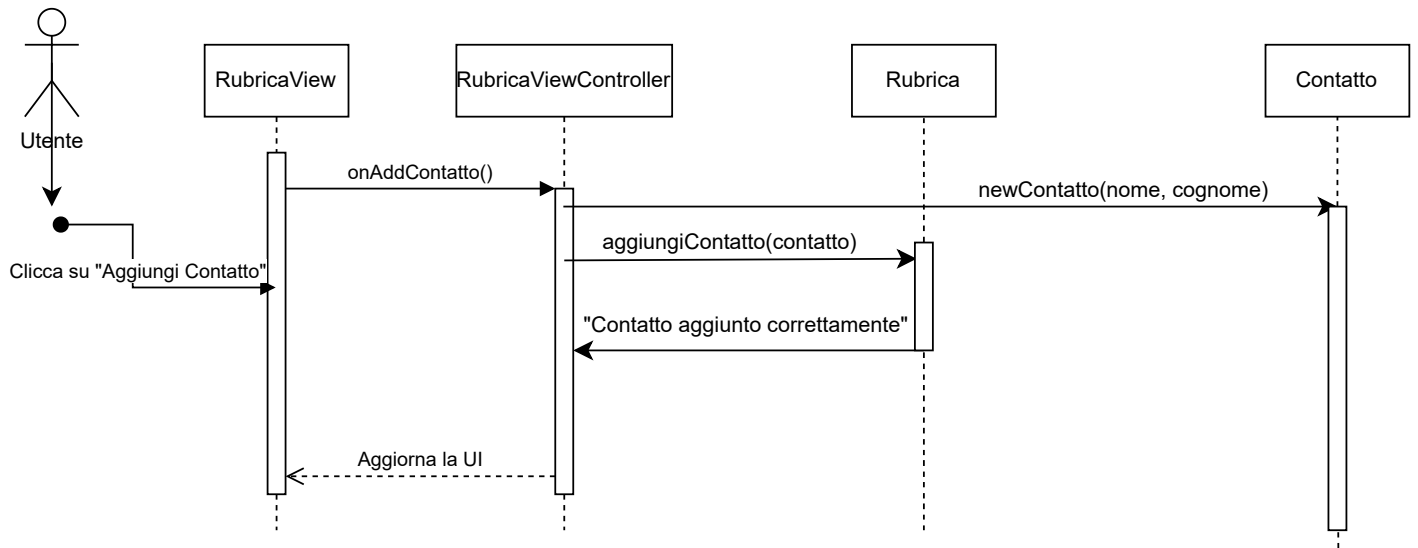 RubricaView
RubricaViewController
Rubrica
Contatto
Utente
onAddContatto()
newContatto(nome, cognome)
aggiungiContatto(contatto)
Clicca su "Aggiungi Contatto"
"Contatto aggiunto correttamente"
Aggiorna la UI